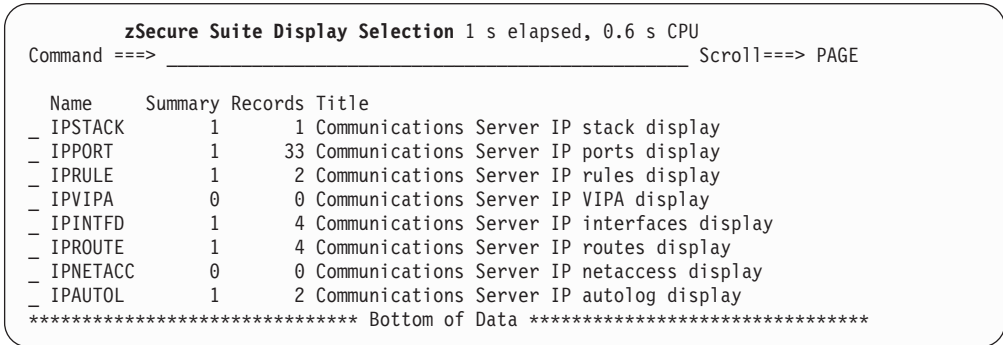 zSecure Suite Display Selection 1 s elapsed, 0.6 s CPU
Command ===> _________________________________________________ Scroll===> PAGE
Name Summary Records Title
_ IPSTACK 1 1 Communications Server IP stack display
_ IPPORT 1 33 Communications Server IP ports display
_ IPRULE 1 2 Communications Server IP rules display
_ IPVIPA 0 0 Communications Server IP VIPA display
_ IPINTFD 1 4 Communications Server IP interfaces display
_ IPROUTE 1 4 Communications Server IP routes display
_ IPNETACC 0 0 Communications Server IP netaccess display
_ IPAUTOL 1 2 Communications Server IP autolog display
******************************* Bottom of Data ********************************